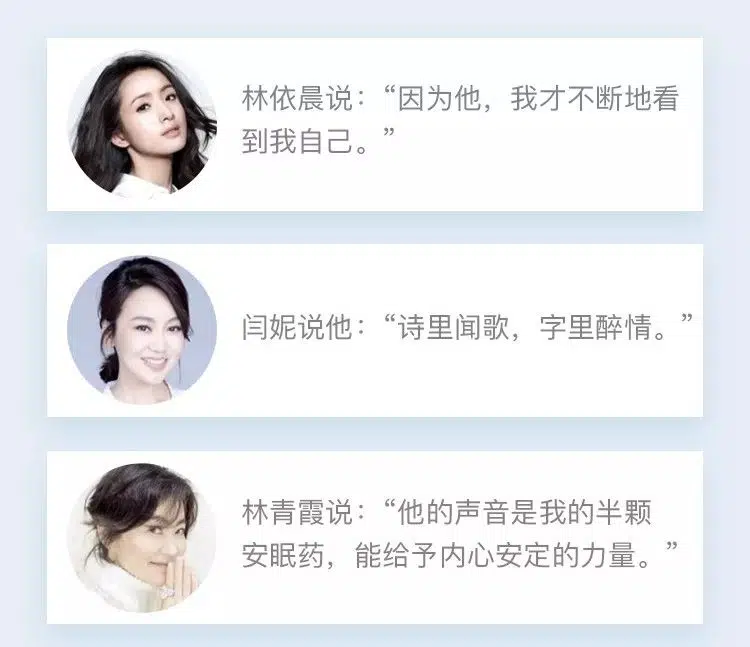 林依晨说：“因为他，我才不断地看
到我自己。”
闫妮说他：“诗里闻歌，字里醉情。”
林青霞说：“他的声音是我的半颗
安眠药，能给予内心安定的力量。”